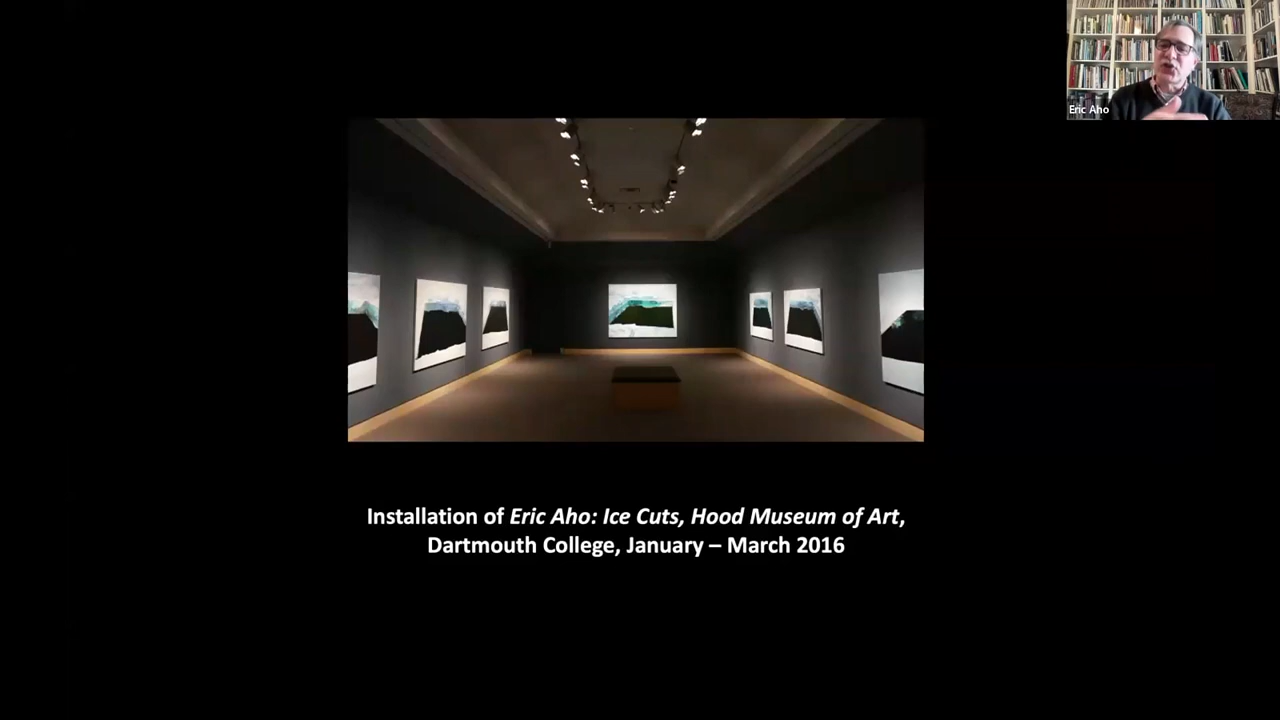 Eric Aho
Installation of Eric Aho: Ice Cuts, Hood Museum of Art,
Dartmouth College, January – March 2016